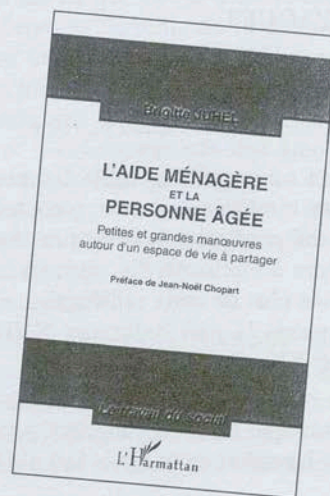 Brigitte JUHEL
L'AIDE MÉNAGÈRE
ET LA
PERSONNE ÂGÉE
Petites et grandes manœuvres
autour d'un espace de vie à partager
Préface de Jean-Noël Chopart
Le travail du social
L'Harmattan